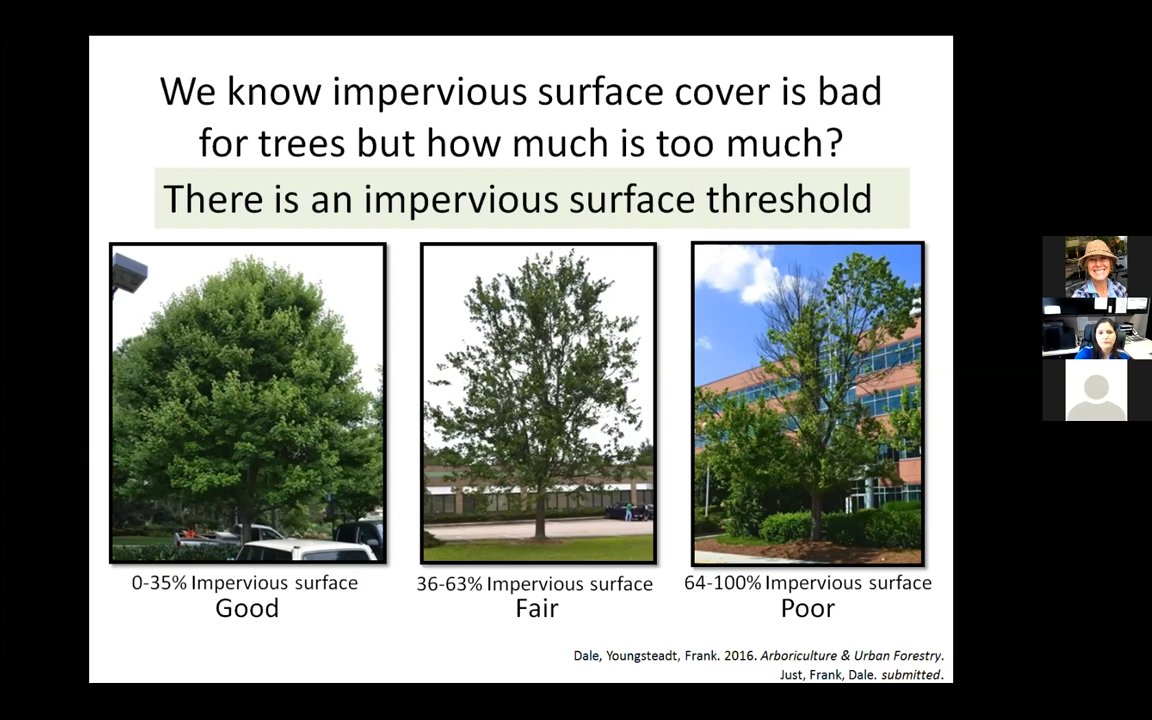 We know impervious surface cover is bad
for trees but how much is too much?
There is an impervious surface threshold
0-35% Impervious surface
Good
36-63% Impervious surface
Fair
64-100% Impervious surface
Poor
Dale, Youngsteadt, Frank. 2016. Arboriculture & Urban Forestry.
Just, Frank, Dale. submitted.